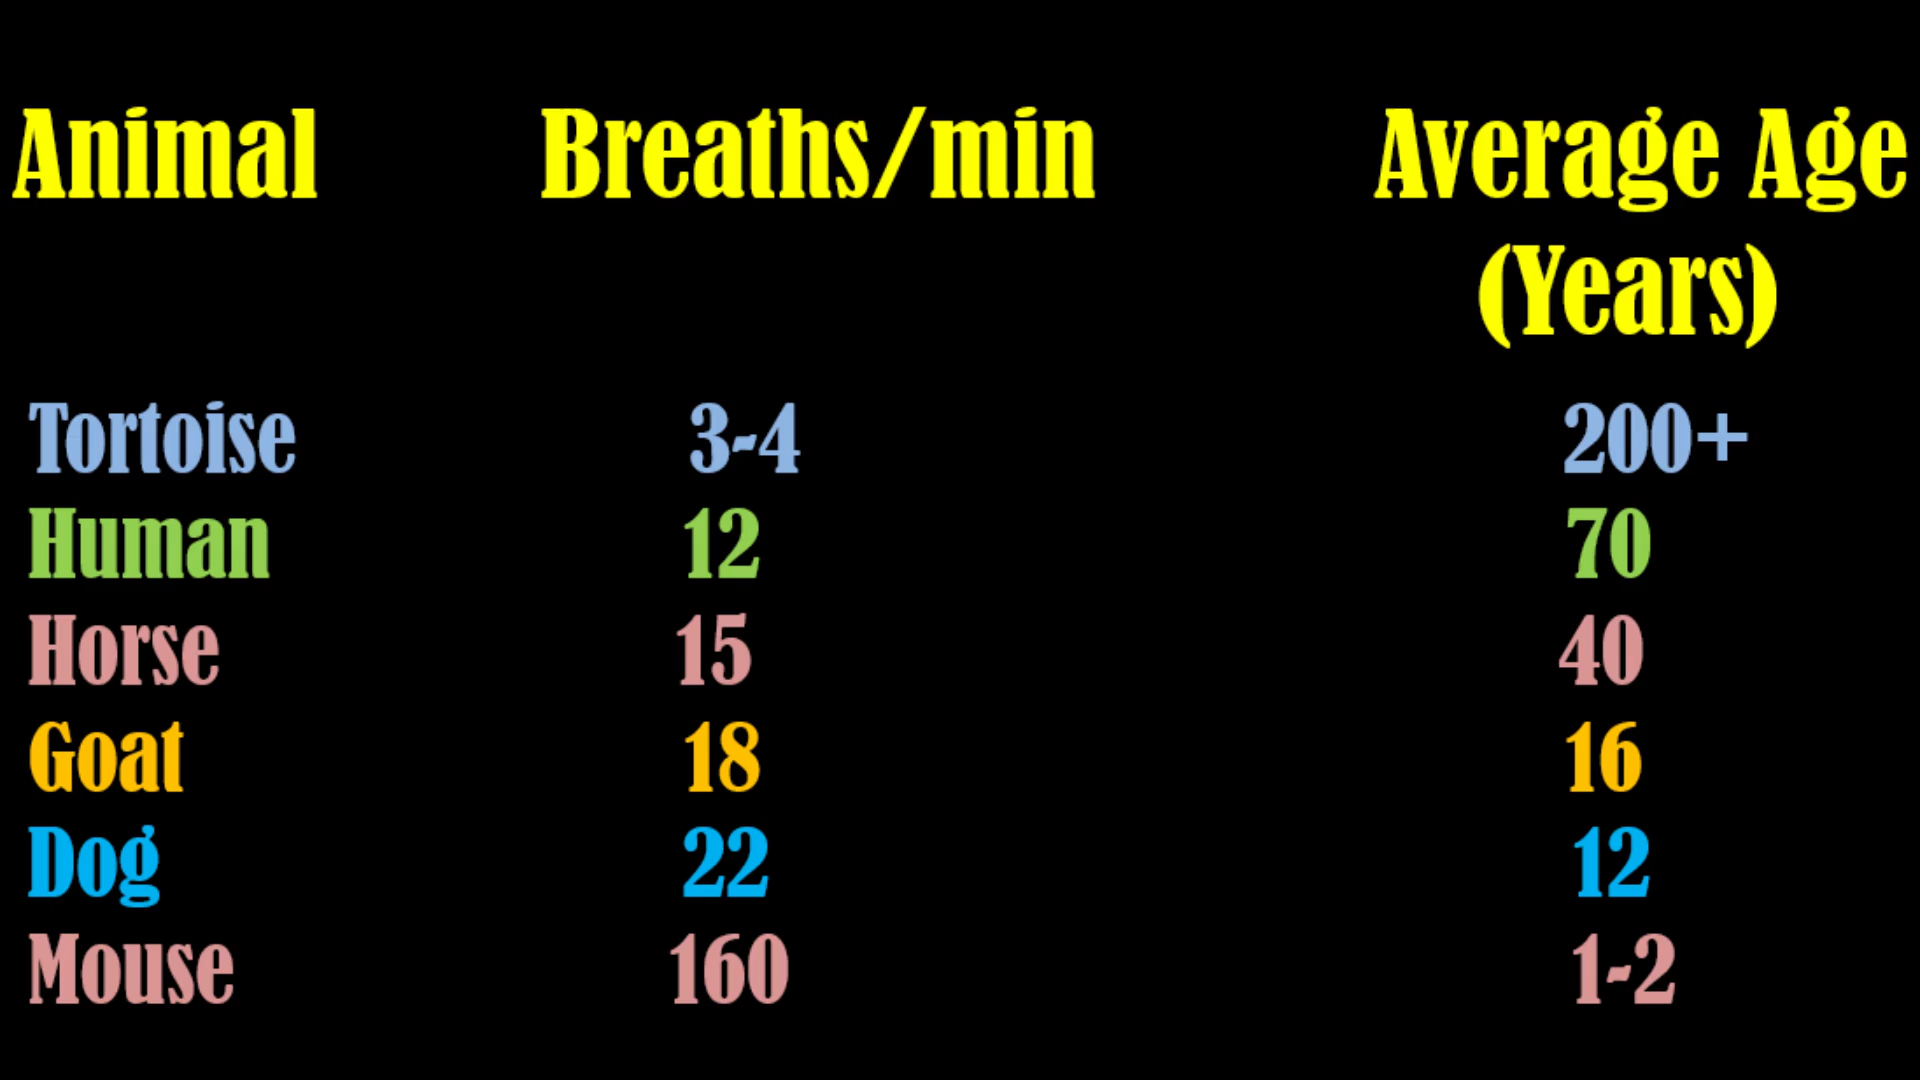 Animal Breaths/min Average Age
(Years)
Tortoise 3-4 200+
Human 12 70
Horse 15 40
Goat 18 16
Dog 22 12
Mouse 160 1-2